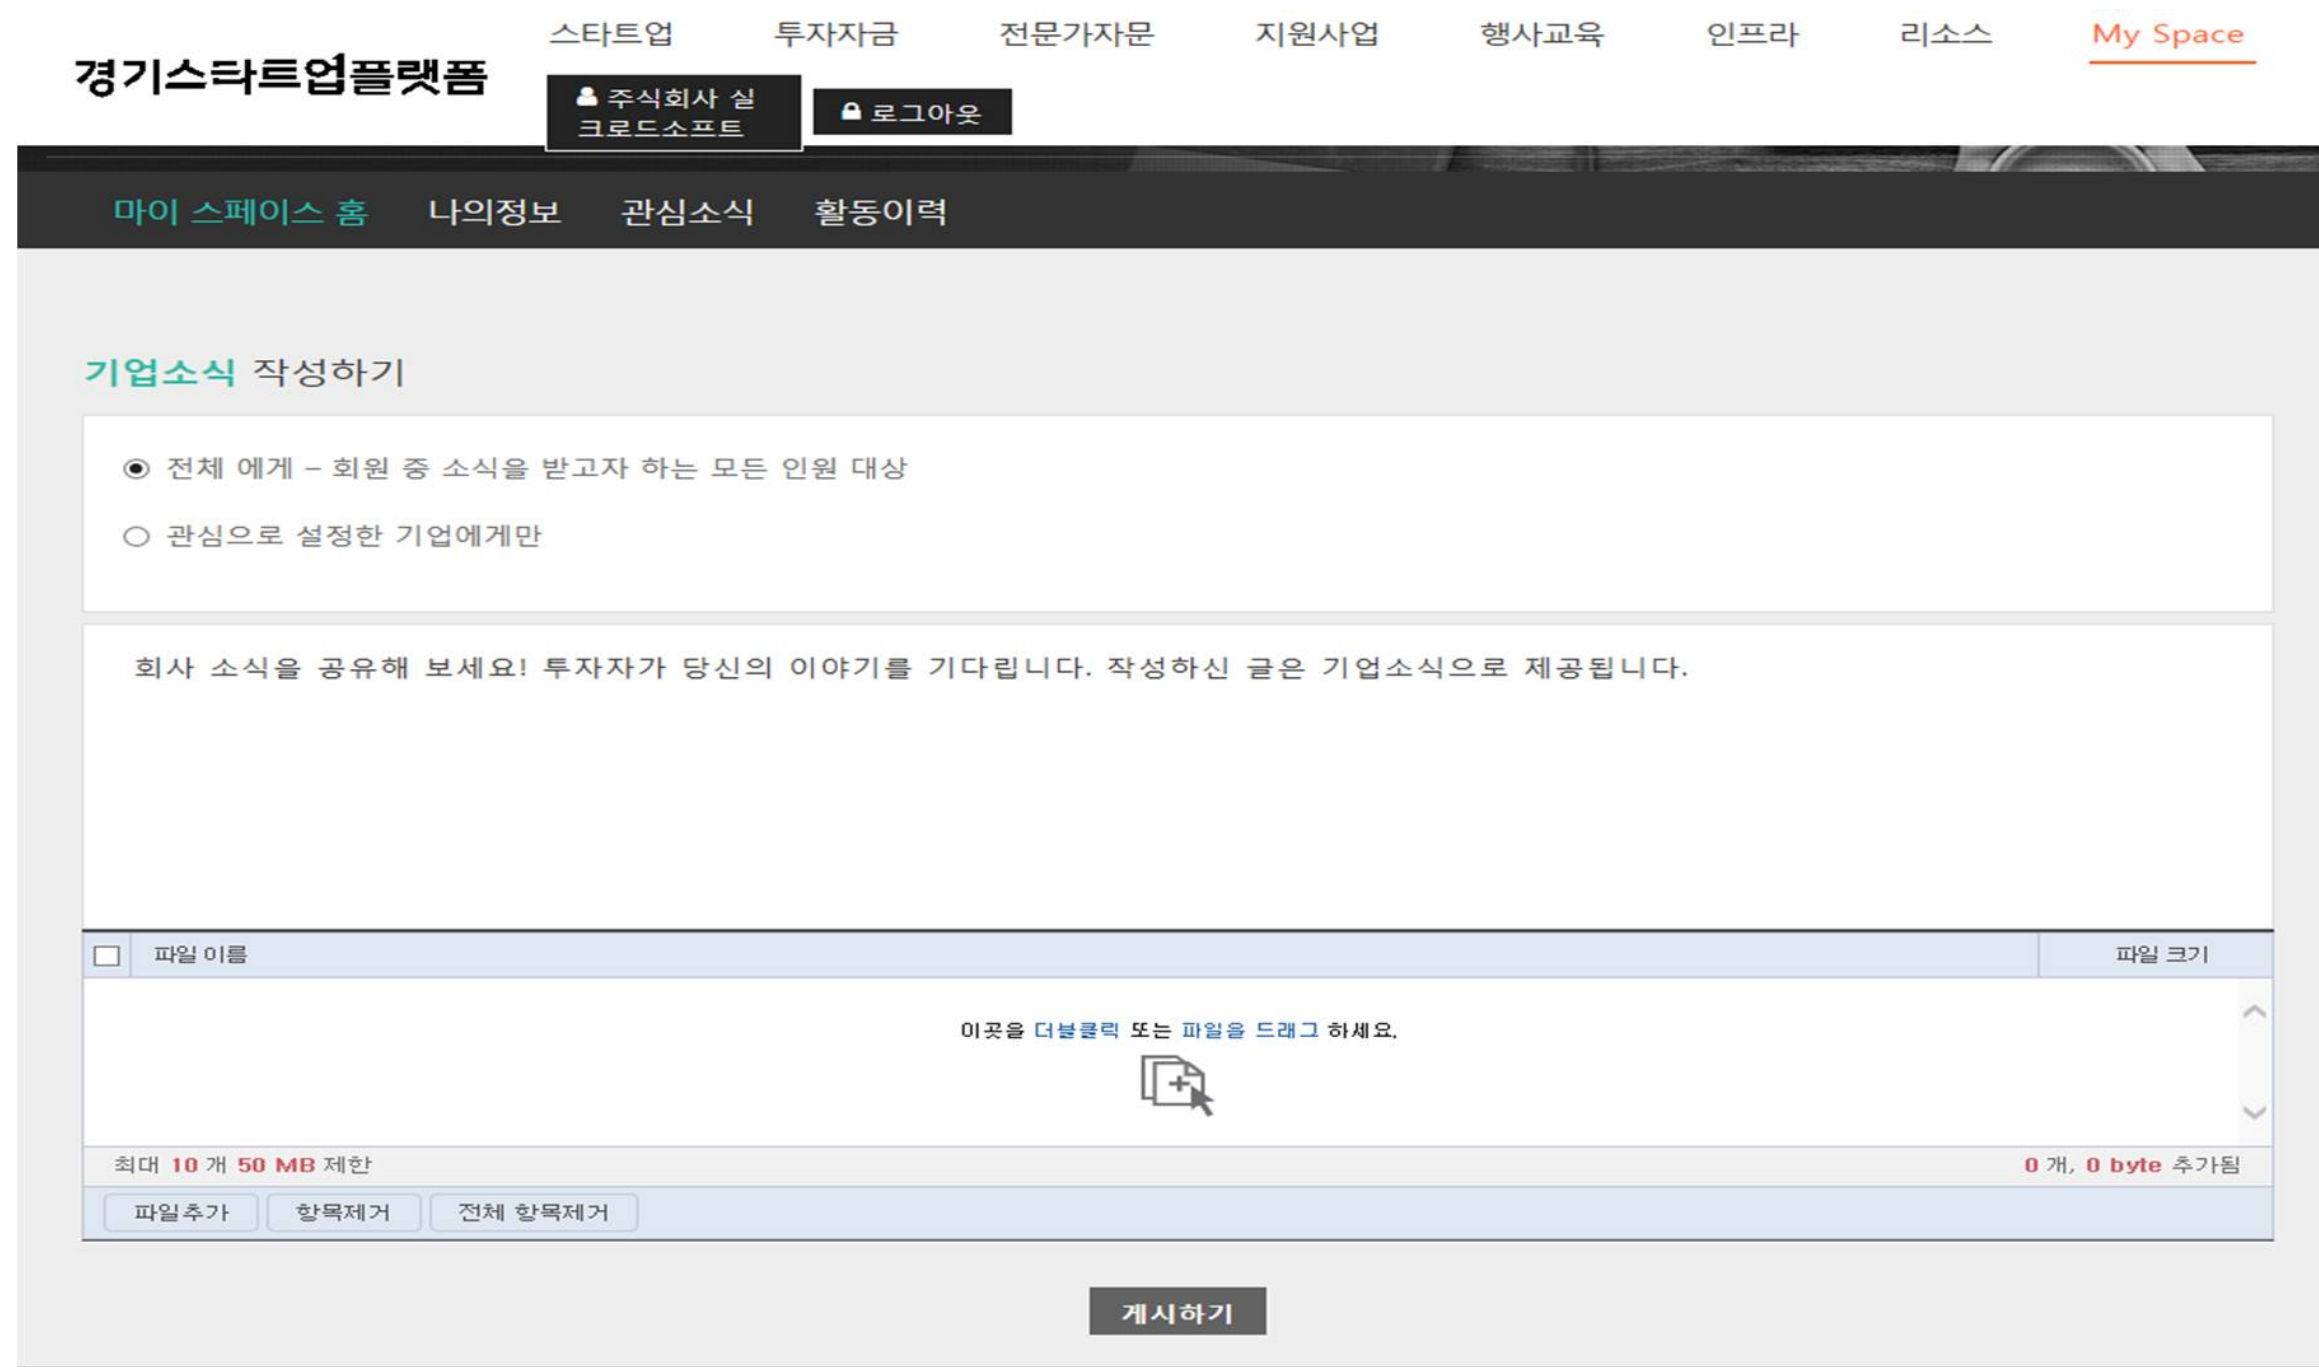 스타트업 투자자금 전문가자문 지원사업 행사교육 인프라 리소스 My Space
경기스타트업플랫폼
주식회사 실
크로드소프트
로그아웃
마이 스페이스 홈 나의정보 관심소식 활동이력
기업소식 작성하기
전체 에게 – 회원 중 소식을 받고자 하는 모든 인원 대상
관심으로 설정한 기업에게만
회사 소식을 공유해 보세요! 투자자가 당신의 이야기를 기다립니다. 작성하신 글은 기업소식으로 제공됩니다.
파일 이름 파일 크기
이곳을 더블클릭 또는 파일을 드래그 하세요.
최대 10 개 50 MB 제한 0 개, 0 byte 추가됨
파일추가 항목제거 전체 항목제거
게시하기